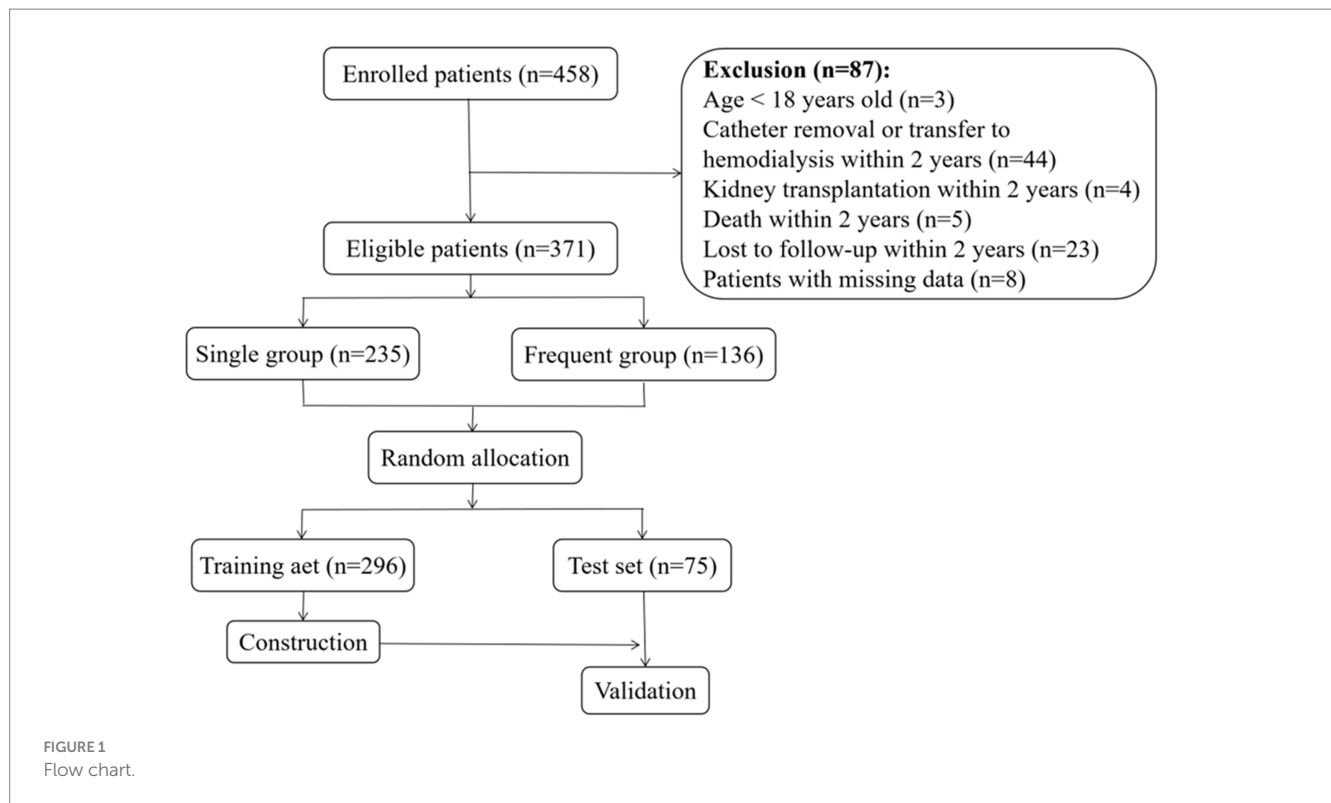 Enrolled patients (n=458)
Exclusion (n=87):
Age < 18 years old (n=3)
Catheter removal or transfer to
hemodialysis within 2 years (n=44)
Kidney transplantation within 2 years (n=4)
Death within 2 years (n=5)
Lost to follow-up within 2 years (n=23)
Patients with missing data (n=8)
Eligible patients (n=371)
Single group (n=235)
Frequent group (n=136)
Random allocation
Training aet (n=296)
Test set (n=75)
Construction
Validation
FIGURE 1
Flow chart.